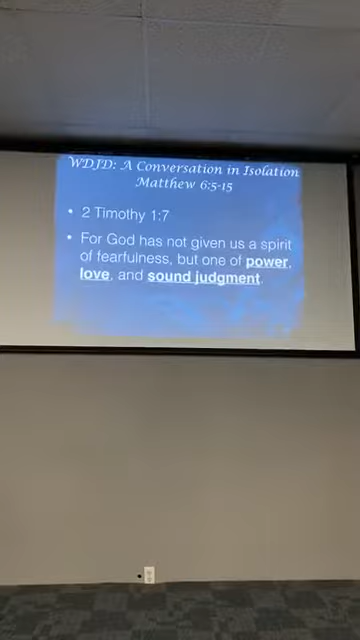 WDJD: A Conversation in Isolation
Matthew 6:5-15
• 2 Timothy 1:7
• For God has not given us a spirit
of fearfulness, but one of power,
love, and sound judgment.